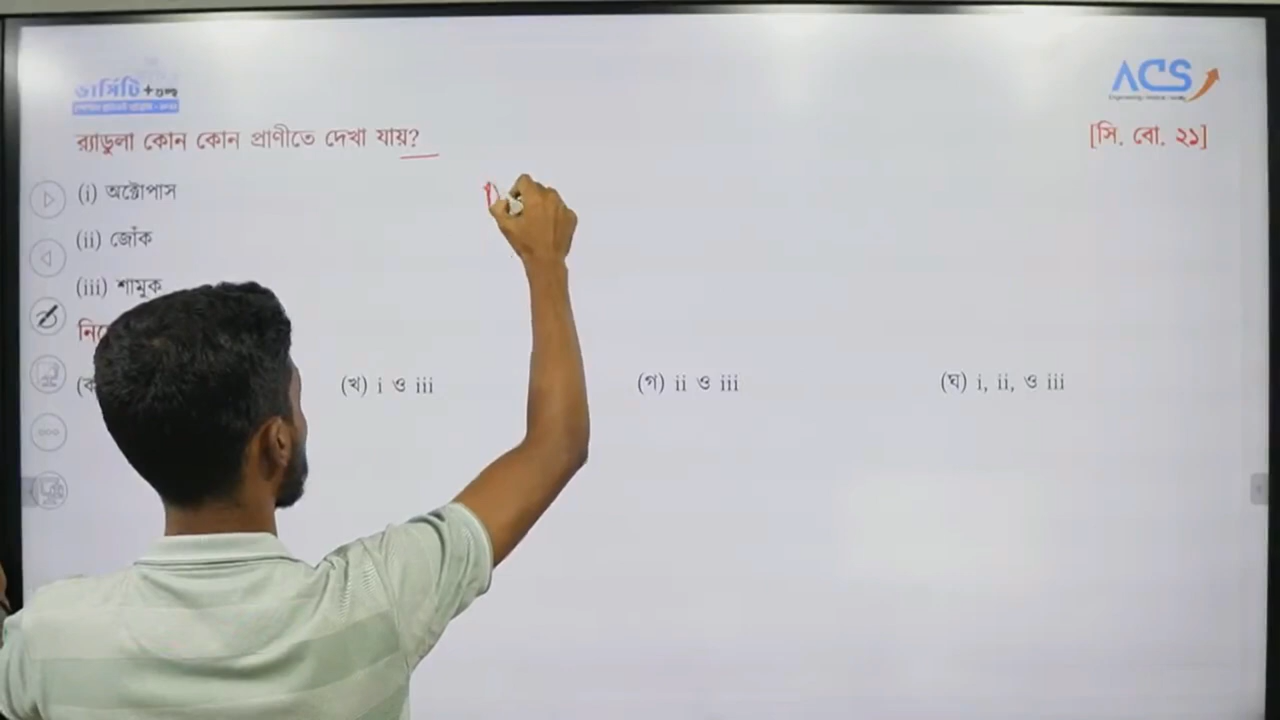 ভার্সিটি +গুচ্ছ
ACS
র‍্যাডুলা কোন কোন প্রাণীতে দেখা যায়?
[সি. বো. ২১]
(i) অক্টোপাস
(ii) জোঁক
(iii) শামুক
(খ) i ও iii
(গ) ii ও iii
(ঘ) i, ii, ও iii